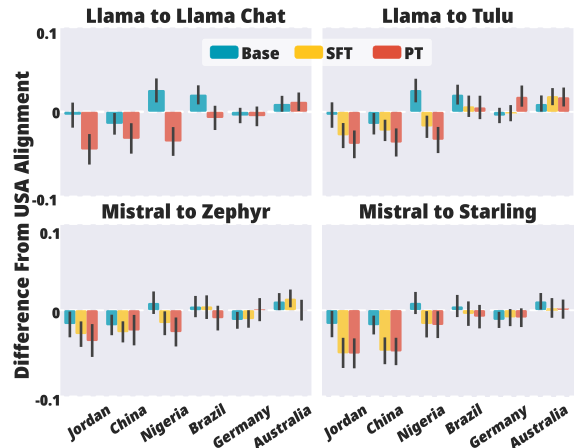 Llama to Llama Chat
Llama to Tulu
Base SFT PT
0.1
0
-0.1
Difference From USA Alignment
Mistral to Zephyr
Mistral to Starling
0.1
0
-0.1
Jordan China Nigeria Brazil Germany Australia
Jordan China Nigeria Brazil Germany Australia